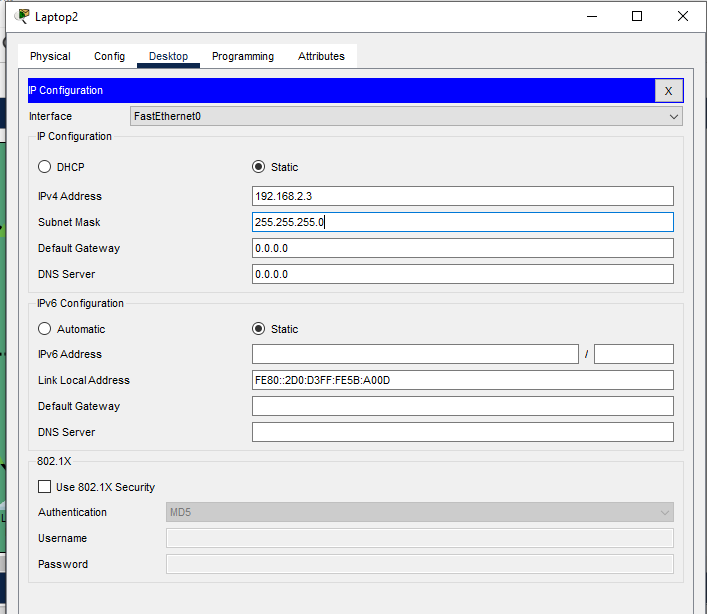 Laptop2
Physical Config Desktop Programming Attributes
IP Configuration X
Interface FastEthernet0
IP Configuration
DHCP Static
IPv4 Address 192.168.2.3
Subnet Mask 255.255.255.0
Default Gateway 0.0.0.0
DNS Server 0.0.0.0
IPv6 Configuration
Automatic Static
IPv6 Address /
Link Local Address FE80::2D0:D3FF:FE5B:A00D
Default Gateway
DNS Server
802.1X
Use 802.1X Security
Authentication MD5
Username
Password